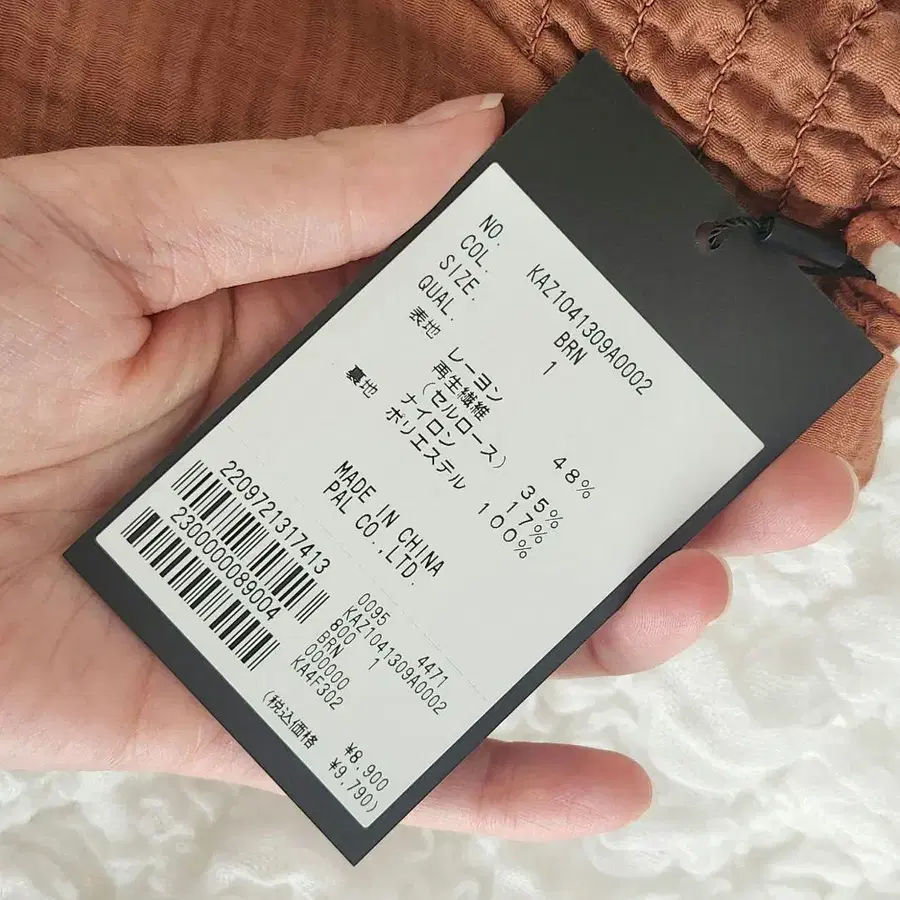 NO. KAZ1041309A0002
COL. BRN
SIZE. 1
QUAL.
表地 レーヨン 48%
再生繊維
(セルロース) 35%
ナイロン 17%
裏地 ポリエステル 100%
MADE IN CHINA
PAL CO.,LTD.
2209721317413
2300000089004
0095 4471
KAZ1041309A0002
800 1
BRN
000000
KA4F302
¥8,900
(税込価格 ¥9,790)